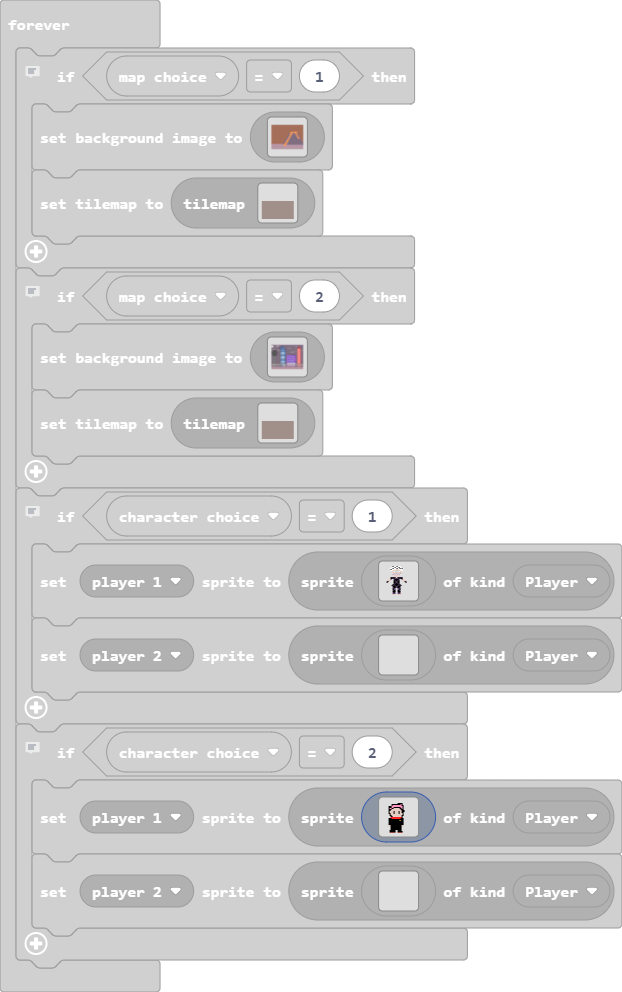 forever
if map choice = 1 then
set background image to
set tilemap to tilemap
if map choice = 2 then
set background image to
set tilemap to tilemap
if character choice = 1 then
set player 1 sprite to sprite of kind Player
set player 2 sprite to sprite of kind Player
if character choice = 2 then
set player 1 sprite to sprite of kind Player
set player 2 sprite to sprite of kind Player